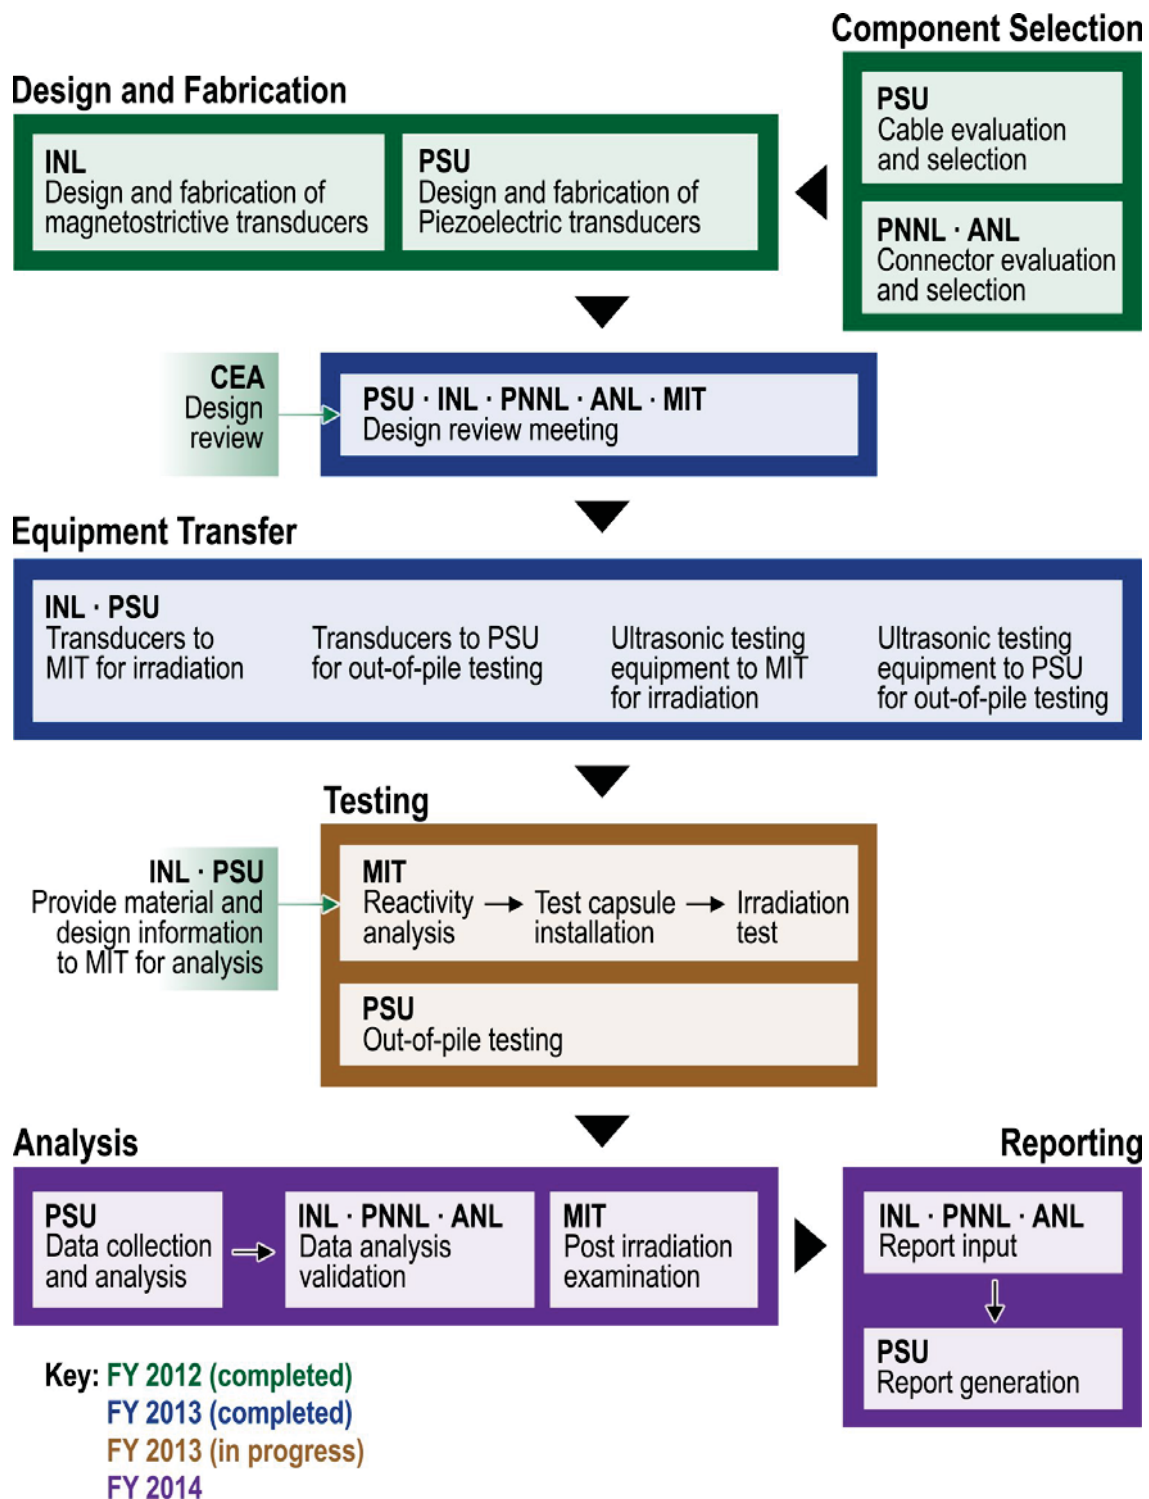 Component Selection
PSU
Cable evaluation
and selection
PNNL · ANL
Connector evaluation
and selection
Design and Fabrication
INL
Design and fabrication of
magnetostrictive transducers
PSU
Design and fabrication of
Piezoelectric transducers
CEA
Design
review
PSU · INL · PNNL · ANL · MIT
Design review meeting
Equipment Transfer
INL · PSU
Transducers to
MIT for irradiation
Transducers to PSU
for out-of-pile testing
Ultrasonic testing
equipment to MIT
for irradiation
Ultrasonic testing
equipment to PSU
for out-of-pile testing
Testing
INL · PSU
Provide material and
design information
to MIT for analysis
MIT
Reactivity
analysis
Test capsule
installation
Irradiation
test
PSU
Out-of-pile testing
Analysis
PSU
Data collection
and analysis
INL · PNNL · ANL
Data analysis
validation
MIT
Post irradiation
examination
Reporting
INL · PNNL · ANL
Report input
PSU
Report generation
Key: FY 2012 (completed)
FY 2013 (completed)
FY 2013 (in progress)
FY 2014